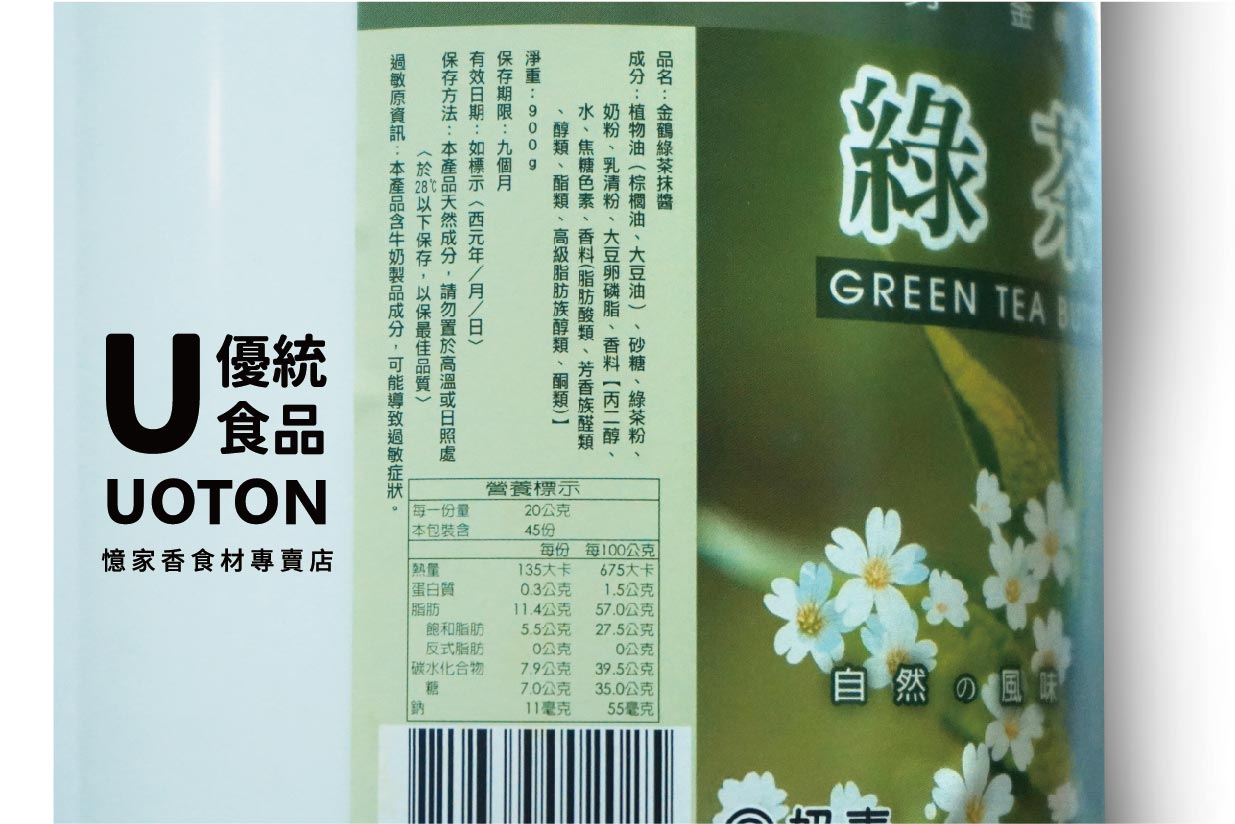 U 優統食品
UOTON
憶家香食材專賣店
品名：金鶴綠茶抹醬
成分：植物油（棕櫚油、大豆油）、砂糖、綠茶粉、
奶粉、乳清粉、大豆卵磷脂、香料【丙二醇、
水、焦糖色素、香料(脂肪酸類、芳香族醛類
、醇類、酯類、高級脂肪族醇類、酮類)】
淨重：900g
保存期限：九個月
有效日期：如標示〈西元年／月／日〉
保存方法：本產品天然成分，請勿置於高溫或日照處
〈於28℃以下保存，以保最佳品質〉
過敏原資訊：本產品含牛奶製品成分，可能導致過敏症狀。
營養標示
每一份量 20公克
本包裝含 45份
每份 每100公克
熱量 135大卡 675大卡
蛋白質 0.3公克 1.5公克
脂肪 11.4公克 57.0公克
飽和脂肪 5.5公克 27.5公克
反式脂肪 0公克 0公克
碳水化合物 7.9公克 39.5公克
糖 7.0公克 35.0公克
鈉 11毫克 55毫克
綠茶
GREEN TEA
自然の風味
奶素